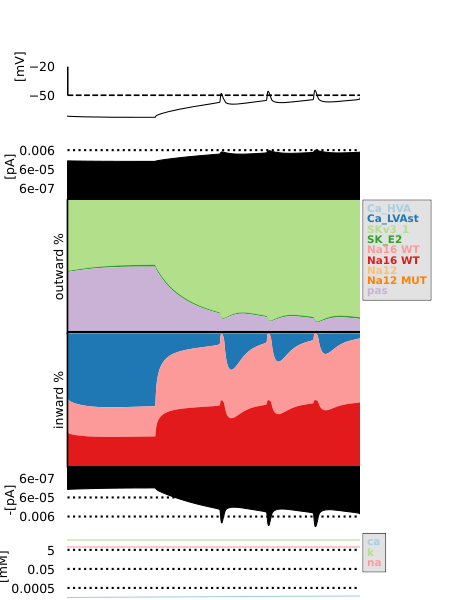 [mV]
−20
−50
[pA]
0.006
6e-05
6e-07
outward %
Ca_HVA
Ca_LVAst
SKv3_1
SK_E2
Na16 WT
Na16 WT
Na12
Na12 MUT
pas
inward %
-[pA]
6e-07
6e-05
0.006
[mM]
5
0.05
0.0005
ca
k
na